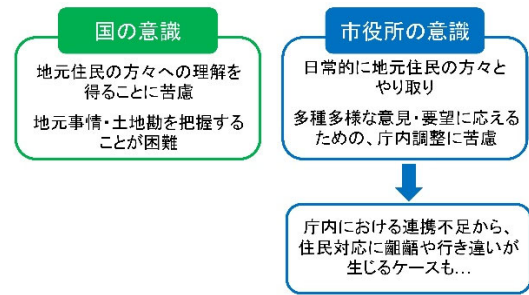 国の意識
地元住民の方々への理解を
得ることに苦慮
地元事情・土地勘を把握する
ことが困難
市役所の意識
日常的に地元住民の方々と
やり取り
多種多様な意見・要望に応える
ための、庁内調整に苦慮
庁内における連携不足から、
住民対応に齟齬や行き違いが
生じるケースも…